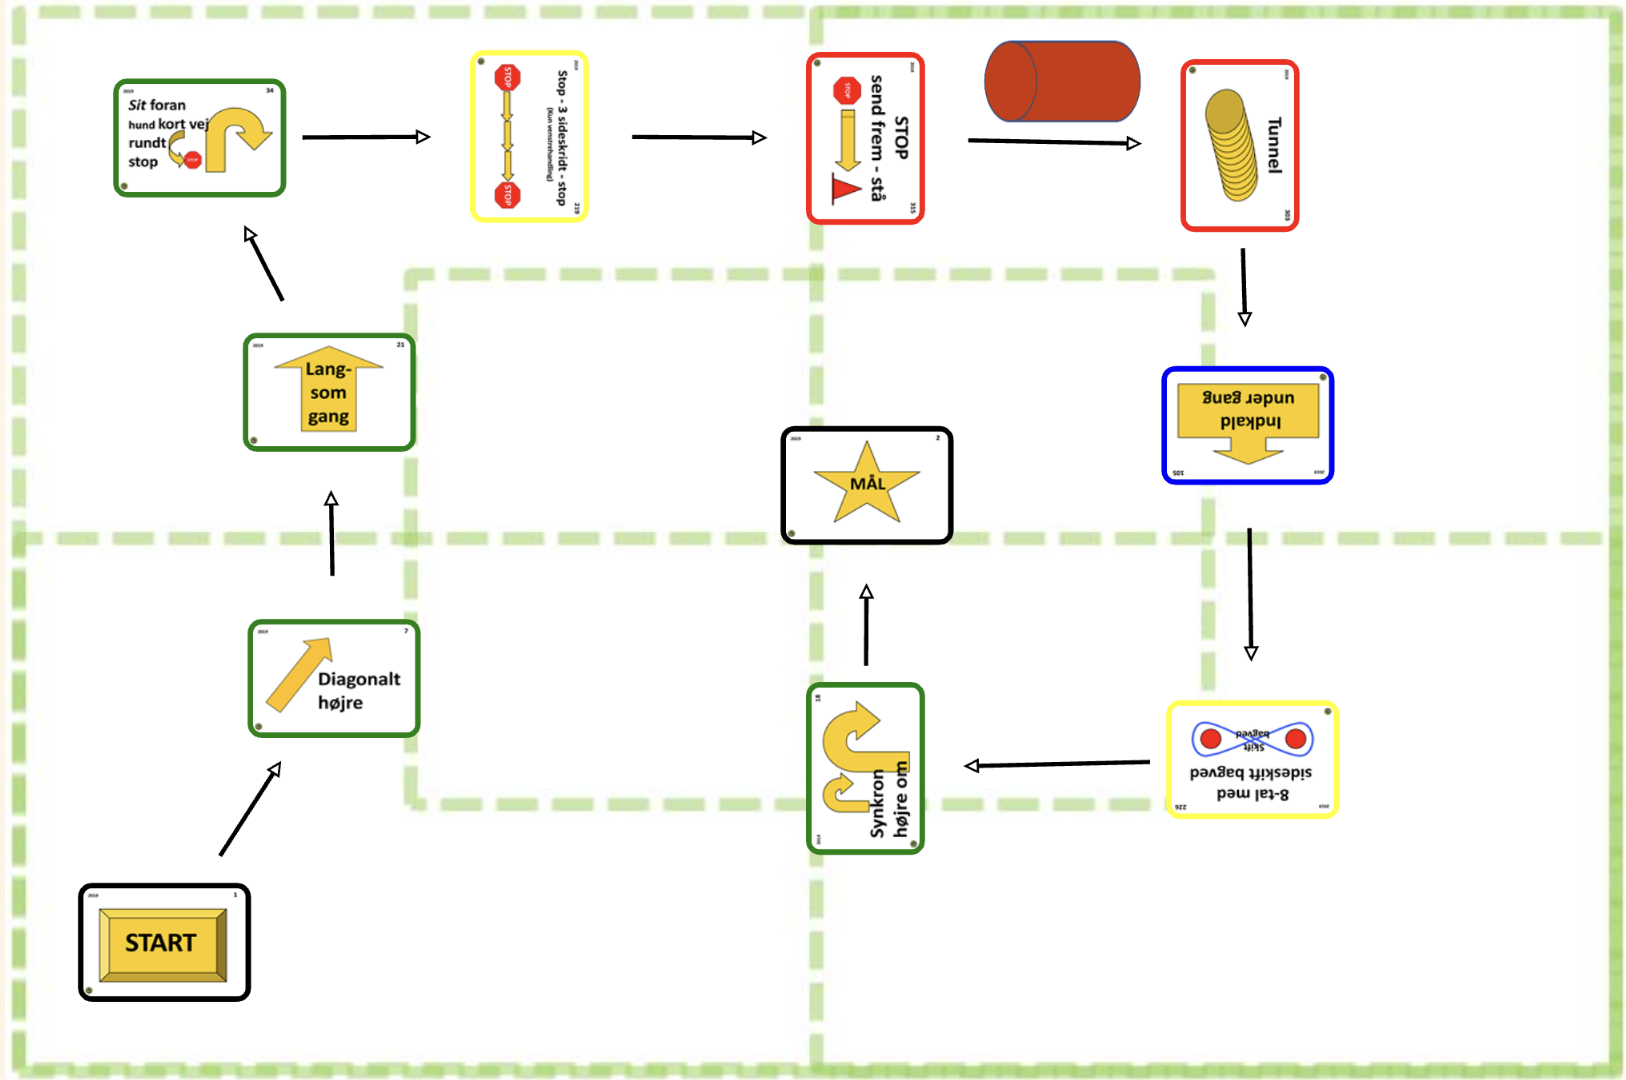 2019 34
Sit foran
hund kort vej
rundt
stop
STOP
2019 219
STOP
Stop - 3 sideskridt - stop
(Kun venstrehandling)
STOP
2019 315
STOP
send frem - stå
STOP
2019 303
Tunnel
2019 21
Lang-
som
gang
2019 105
Indkald
under gang
2019 2
MÅL
2019 7
Diagonalt
højre
2019 18
Synkron
højre om
2019 226
8-tal med
sideskift bagved
Skift
bagved
2019 1
START